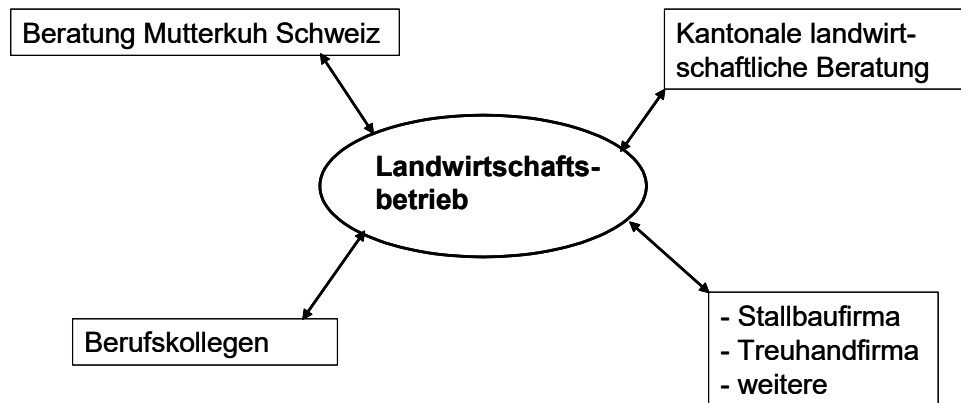 Beratung Mutterkuh Schweiz
Kantonale landwirt-
schaftliche Beratung
Landwirtschafts-
betrieb
Berufskollegen
- Stallbaufirma
- Treuhandfirma
- weitere